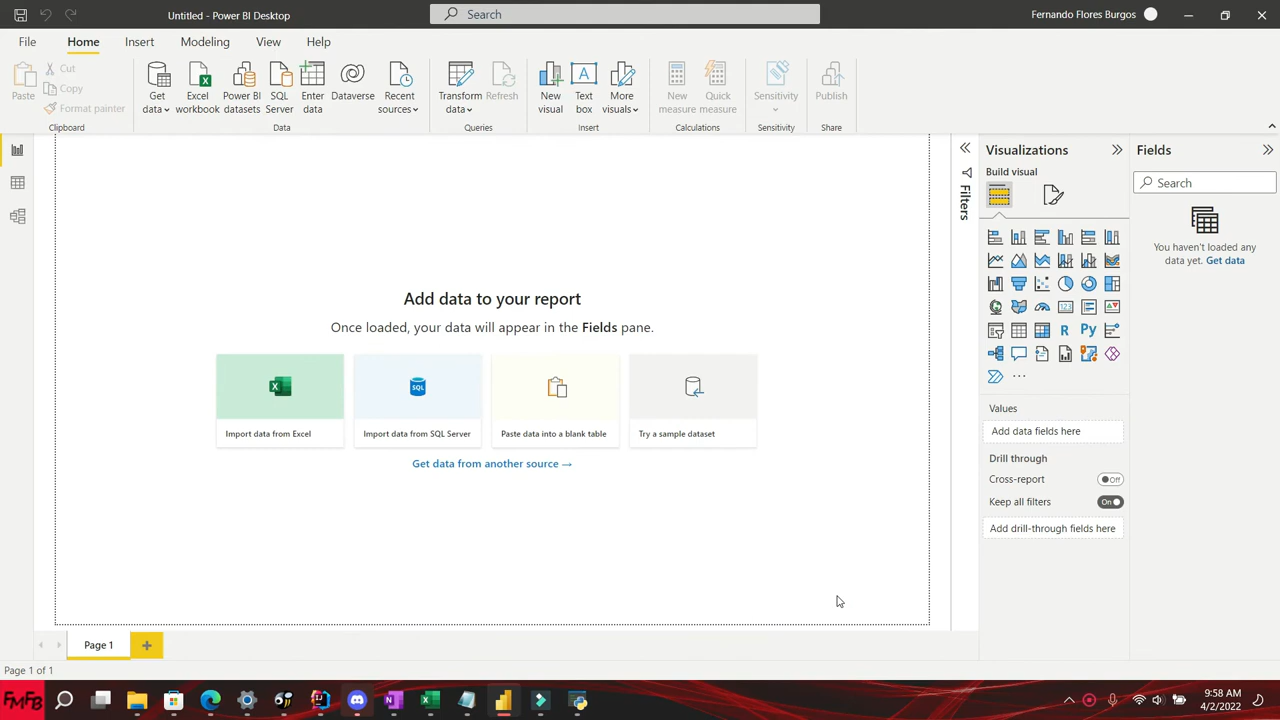 Untitled - Power BI Desktop
Search
Fernando Flores Burgos
File Home Insert Modeling View Help
Paste
Cut
Copy
Format painter
Clipboard
Get data
Excel workbook
Power BI datasets
SQL Server
Enter data
Dataverse
Recent sources
Data
Transform data
Refresh
Queries
New visual
Text box
More visuals
Insert
New measure
Quick measure
Calculations
Sensitivity
Sensitivity
Publish
Share
Add data to your report
Once loaded, your data will appear in the Fields pane.
Import data from Excel
SQL
Import data from SQL Server
Paste data into a blank table
Try a sample dataset
Get data from another source →
Filters
Visualizations
Build visual
123
R
Py
...
Values
Add data fields here
Drill through
Cross-report
Off
Keep all filters
On
Add drill-through fields here
Fields
Search
You haven't loaded any
data yet. Get data
Page 1
Page 1 of 1
FMFB
9:58 AM
4/2/2022